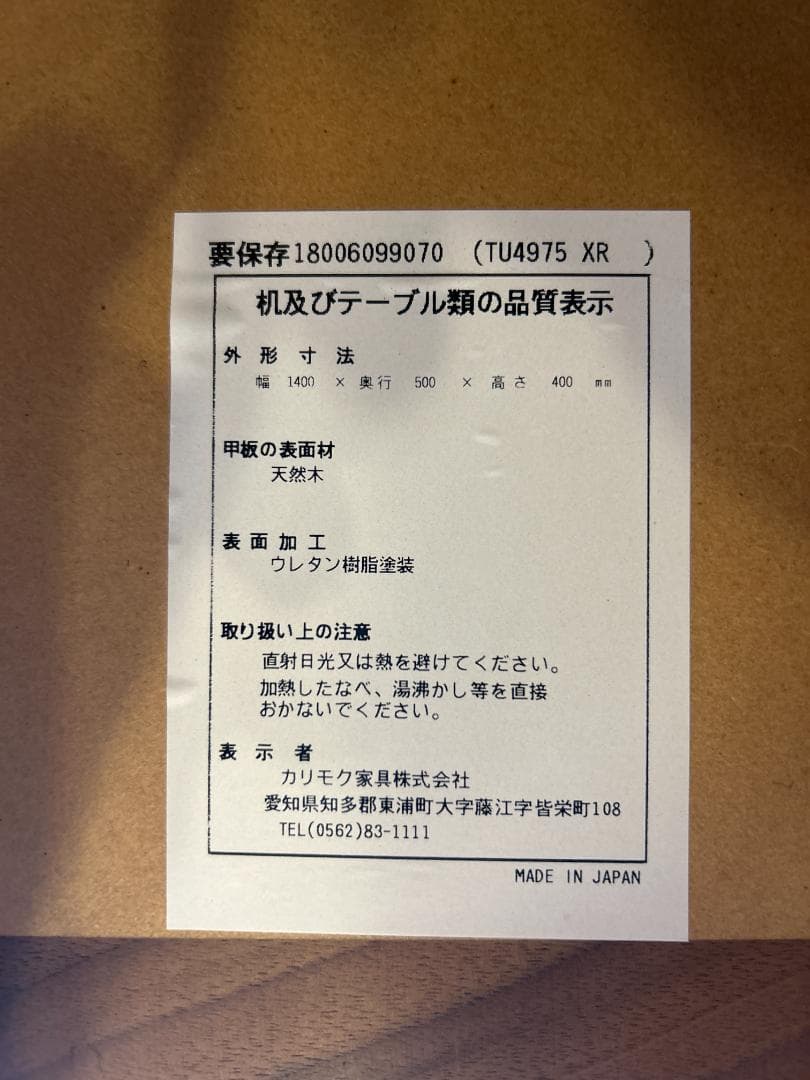 要保存18006099070 (TU4975 XR )
机及びテーブル類の品質表示
外形寸法
幅 1400 × 奥行 500 × 高さ 400 mm
甲板の表面材
天然木
表面加工
ウレタン樹脂塗装
取り扱い上の注意
直射日光又は熱を避けてください。
加熱したなべ、湯沸かし等を直接
おかないでください。
表示者
カリモク家具株式会社
愛知県知多郡東浦町大字藤江字皆栄町108
TEL(0562)83-1111
MADE IN JAPAN